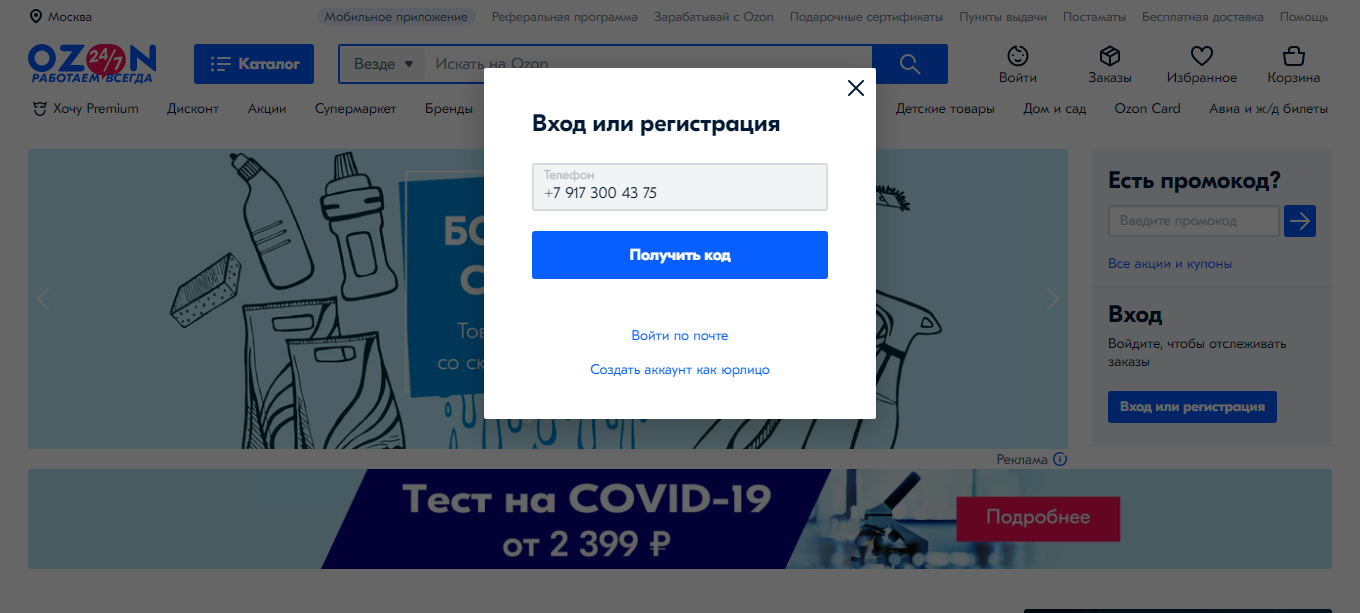 Москва
Мобильное приложение Реферальная программа Зарабатывай с Ozon Подарочные сертификаты Пункты выдачи Постаматы Бесплатная доставка Помощь
OZON 24/7
РАБОТАЕМ ВСЕГДА
Каталог
Везде Искать на Ozon
Войти Заказы Избранное Корзина
Хочу Premium Дисконт Акции Супермаркет Бренды Детские товары Дом и сад Ozon Card Авиа и ж/д билеты
Вход или регистрация
Телефон
+7 917 300 43 75
Получить код
Войти по почте
Создать аккаунт как юрлицо
со
Есть промокод?
Введите промокод
Все акции и купоны
Вход
Войдите, чтобы отслеживать
заказы
Вход или регистрация
Реклама
Тест на COVID-19
от 2 399 ₽
Подробнее